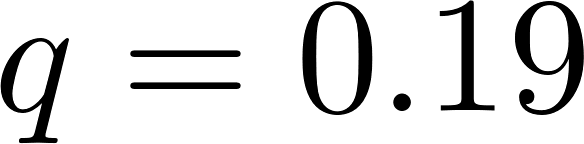 q = 0.19